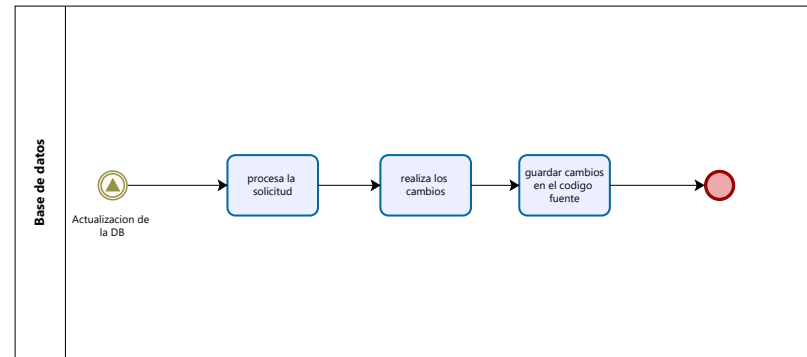 Base de datos
Actualizacion de
la DB
procesa la
solicitud
realiza los
cambios
guardar cambios
en el codigo
fuente